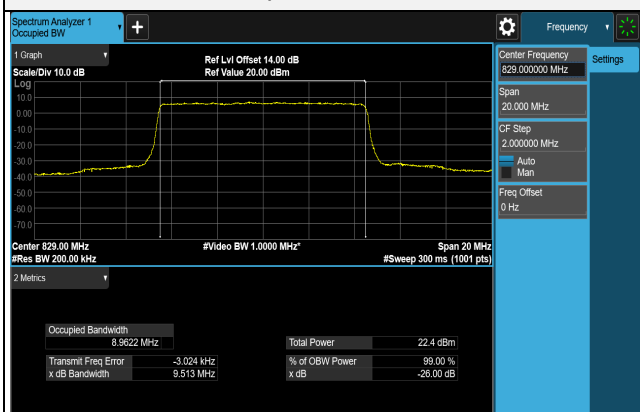 Spectrum Analyzer 1
Occupied BW
Frequency
1 Graph
Ref Lvl Offset 14.00 dB
Scale/Div 10.0 dB
Ref Value 20.00 dBm
Log
10.0
0.00
-10.0
-20.0
-30.0
-40.0
-50.0
-60.0
-70.0
Center 829.00 MHz
#Video BW 1.0000 MHz*
Span 20 MHz
#Res BW 200.00 kHz
#Sweep 300 ms (1001 pts)
Center Frequency
829.000000 MHz
Settings
Span
20.000 MHz
CF Step
2.000000 MHz
Auto
Man
Freq Offset
0 Hz
2 Metrics
Occupied Bandwidth
8.9622 MHz
Total Power 22.4 dBm
Transmit Freq Error -3.024 kHz
% of OBW Power 99.00 %
x dB Bandwidth 9.513 MHz
x dB -26.00 dB